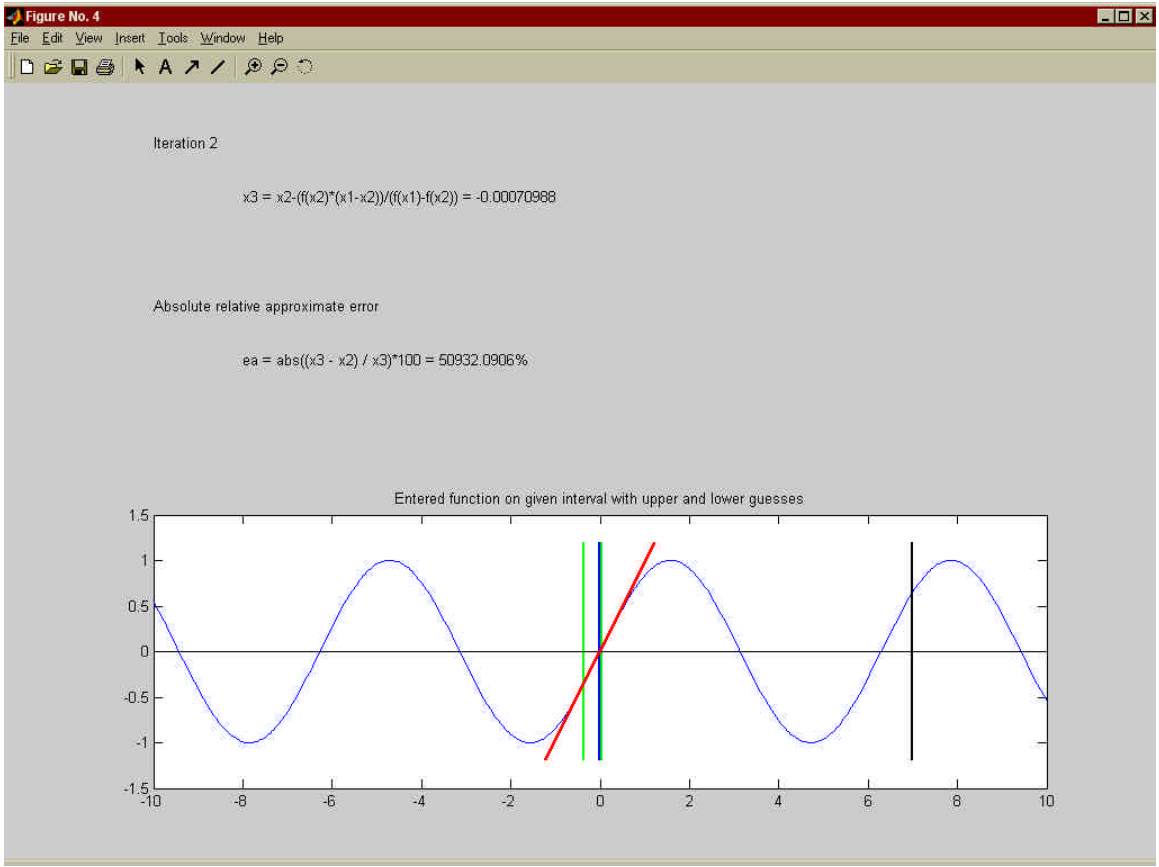 Figure No. 4
File Edit View Insert Tools Window Help
A
Iteration 2
x3 = x2-(f(x2)*(x1-x2))/(f(x1)-f(x2)) = -0.00070988
Absolute relative approximate error
ea = abs((x3 - x2) / x3)*100 = 50932.0906%
Entered function on given interval with upper and lower guesses
1.5
1
0.5
0
-0.5
-1
-1.5
-10 -8 -6 -4 -2 0 2 4 6 8 10